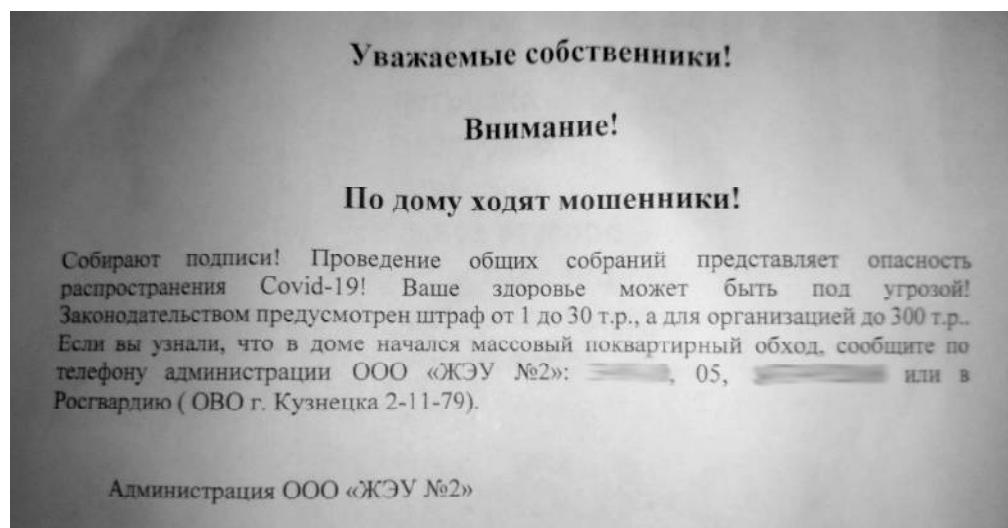 Уважаемые собственники!
Внимание!
По дому ходят мошенники!
Собирают подписи! Проведение общих собраний представляет опасность
распространения Covid-19! Ваше здоровье может быть под угрозой!
Законодательством предусмотрен штраф от 1 до 30 т.р., а для организацией до 300 т.р..
Если вы узнали, что в доме начался массовый поквартирный обход, сообщите по
телефону администрации ООО «ЖЭУ №2»: , 05, или в
Росгвардию ( ОВО г. Кузнецка 2-11-79).
Администрация ООО «ЖЭУ №2»